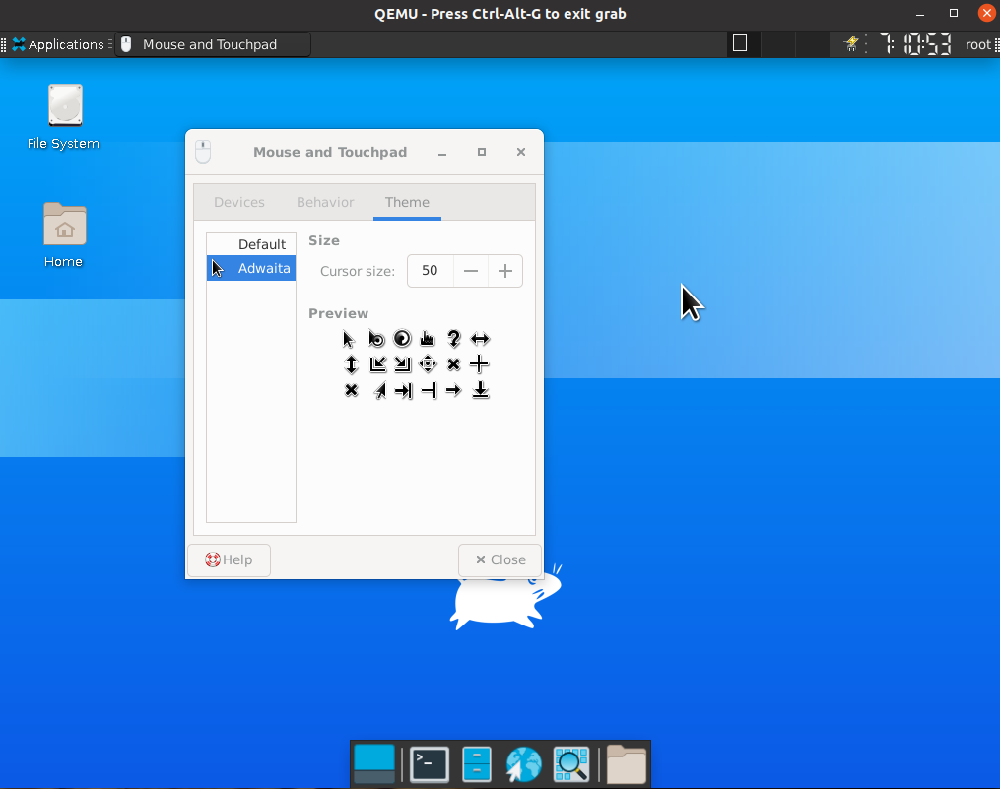 QEMU - Press Ctrl-Alt-G to exit grab
Applications
Mouse and Touchpad
7: 10:53
root
File System
Home
Mouse and Touchpad
Devices
Behavior
Theme
Default
Adwaita
Size
Cursor size:
50
Preview
Help
Close